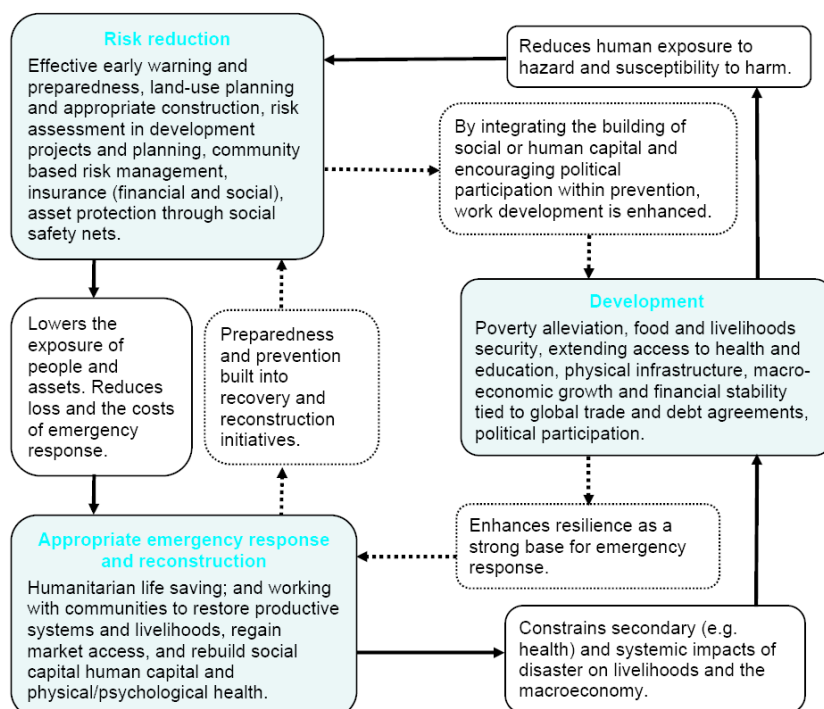 Risk reduction
Effective early warning and
preparedness, land-use planning
and appropriate construction, risk
assessment in development
projects and planning, community
based risk management,
insurance (financial and social),
asset protection through social
safety nets.
Reduces human exposure to
hazard and susceptibility to harm.
By integrating the building of
social or human capital and
encouraging political
participation within prevention,
work development is enhanced.
Lowers the
exposure of
people and
assets. Reduces
loss and the costs
of emergency
response.
Preparedness
and prevention
built into
recovery and
reconstruction
initiatives.
Development
Poverty alleviation, food and livelihoods
security, extending access to health and
education, physical infrastructure, macro-
economic growth and financial stability
tied to global trade and debt agreements,
political participation.
Enhances resilience as a
strong base for emergency
response.
Appropriate emergency response
and reconstruction
Humanitarian life saving; and working
with communities to restore productive
systems and livelihoods, regain
market access, and rebuild social
capital human capital and
physical/psychological health.
Constrains secondary (e.g.
health) and systemic impacts of
disaster on livelihoods and the
macroeconomy.